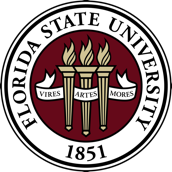 FLORIDA STATE UNIVERSITY
VIRES ARTES MORES
1851